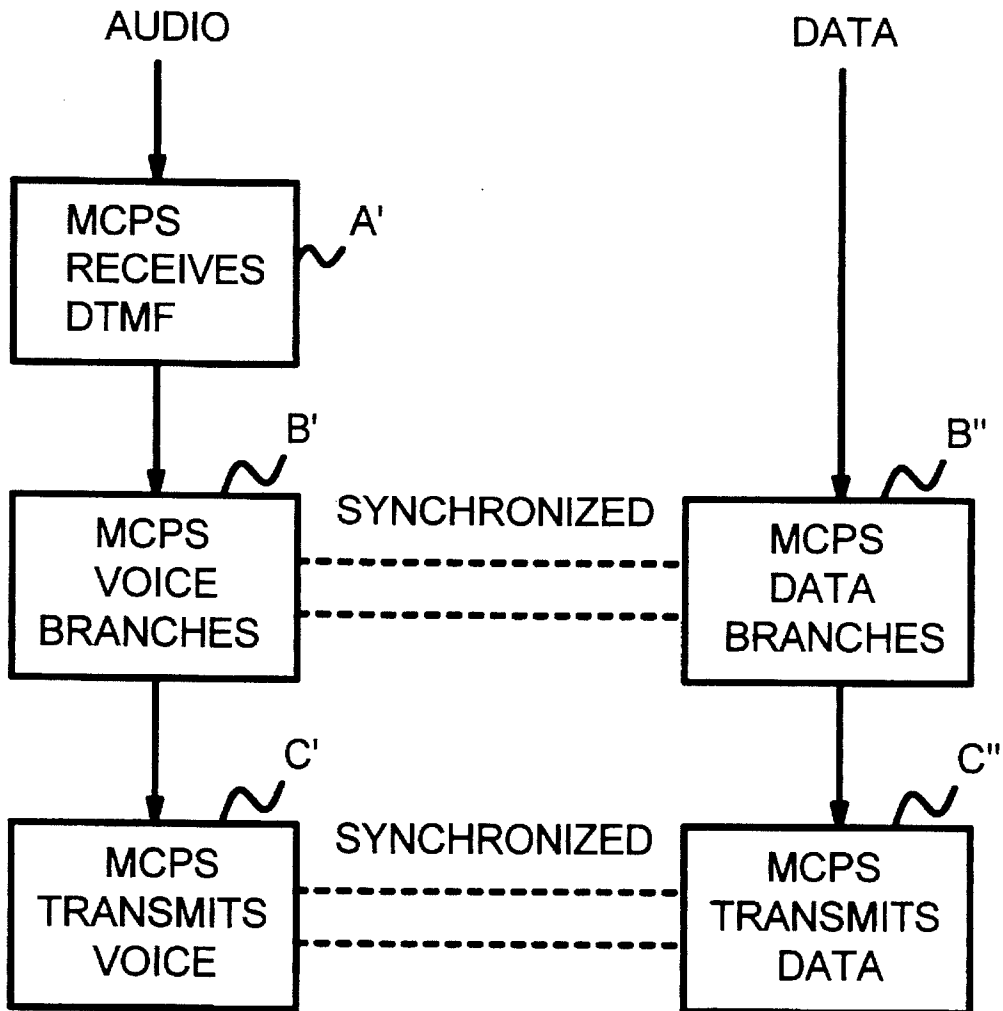 AUDIO
DATA
MCPS
RECEIVES
DTMF
A'
B'
B"
MCPS
VOICE
BRANCHES
SYNCHRONIZED
MCPS
DATA
BRANCHES
C'
C"
MCPS
TRANSMITS
VOICE
SYNCHRONIZED
MCPS
TRANSMITS
DATA